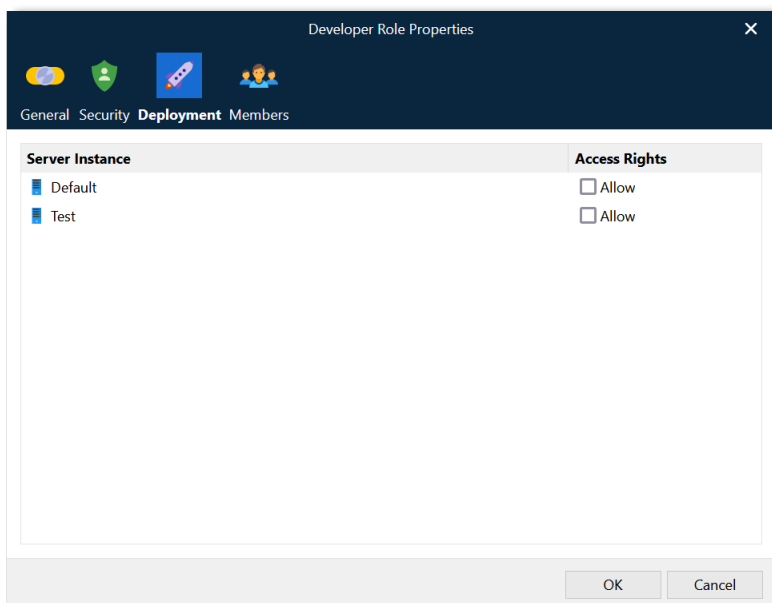 Developer Role Properties
General Security Deployment Members
Server Instance Access Rights
Default Allow
Test Allow
OK Cancel